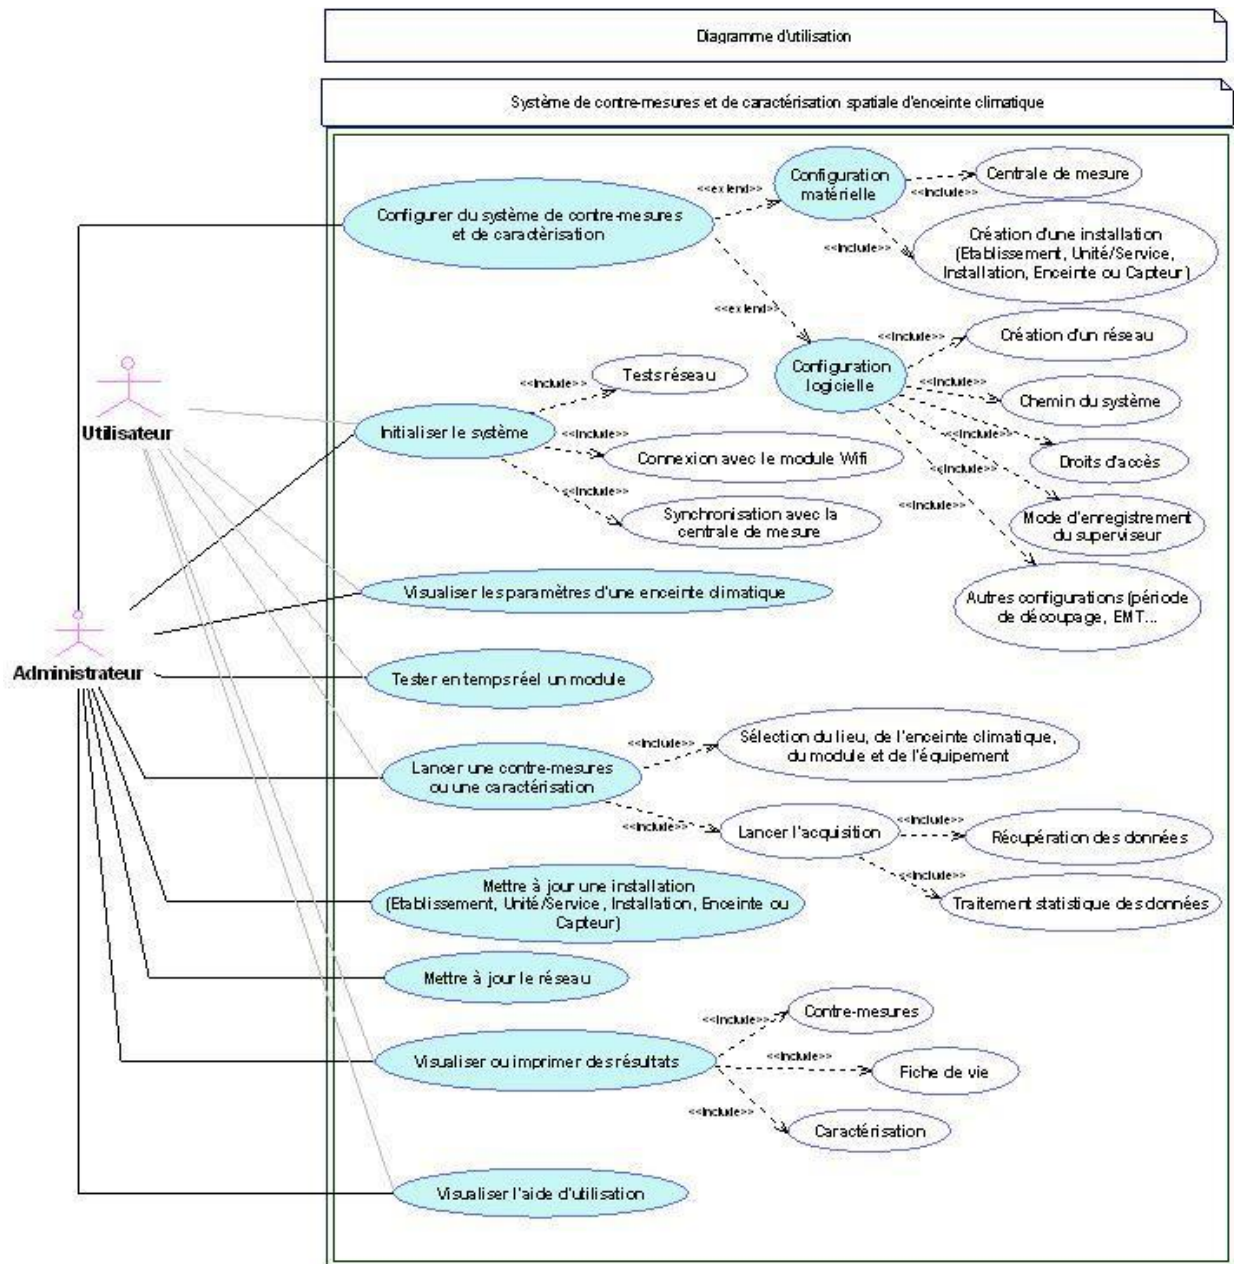 Diagramme d'utilisation
Système de contre-mesures et de caractérisation spatiale d'enceinte climatique
Configurer du système de contre-mesures
et de caractèrisation
<<extend>>
Configuration
matérielle
<<include>>
Centrale de mesure
<<include>>
Création d'une installation
(Etablissement, Unité/Service,
Installation, Enceinte ou Capteur)
<<extend>>
Configuration
logicielle
<<include>>
Création d'un réseau
<<include>>
Chemin du système
<<include>>
Droits d'accès
<<include>>
Mode d'enregistrement
du superviseur
<<include>>
Autres configurations (période
de découpage, EMT...
Utilisateur
Initialiser le système
<<include>>
Tests réseau
<<include>>
Connexion avec le module Wifi
<<include>>
Synchronisation avec la
centrale de mesure
Visualiser les paramètres d'une enceinte climatique
Administrateur
Tester en temps réel un module
Lancer une contre-mesures
ou une caractérisation
<<include>>
Sélection du lieu, de l'enceinte climatique,
du module et de l'équipement
<<include>>
Lancer l'acquisition
<<include>>
Récupération des données
<<include>>
Traitement statistique des données
Mettre à jour une installation
(Etablissement, Unité/Service, Installation, Enceinte ou
Capteur)
Mettre à jour le réseau
Visualiser ou imprimer des résultats
<<include>>
Contre-mesures
<<include>>
Fiche de vie
<<include>>
Caractérisation
Visualiser l'aide d'utilisation